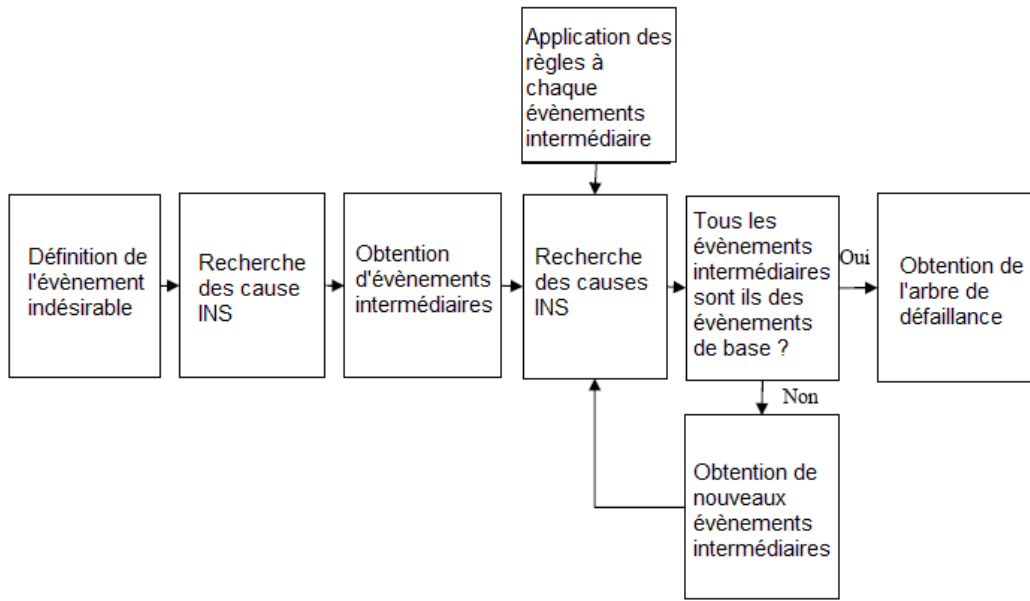 Application des
règles à
chaque
évènements
intermédiaire
Définition de
l'évènement
indésirable
Recherche
des cause
INS
Obtention
d'évènements
intermédiaires
Recherche
des causes
INS
Tous les
évènements
intermédiaires
sont ils des
évènements
de base ?
Oui
Obtention de
l'arbre de
défaillance
Non
Obtention de
nouveaux
évènements
intermédiaires